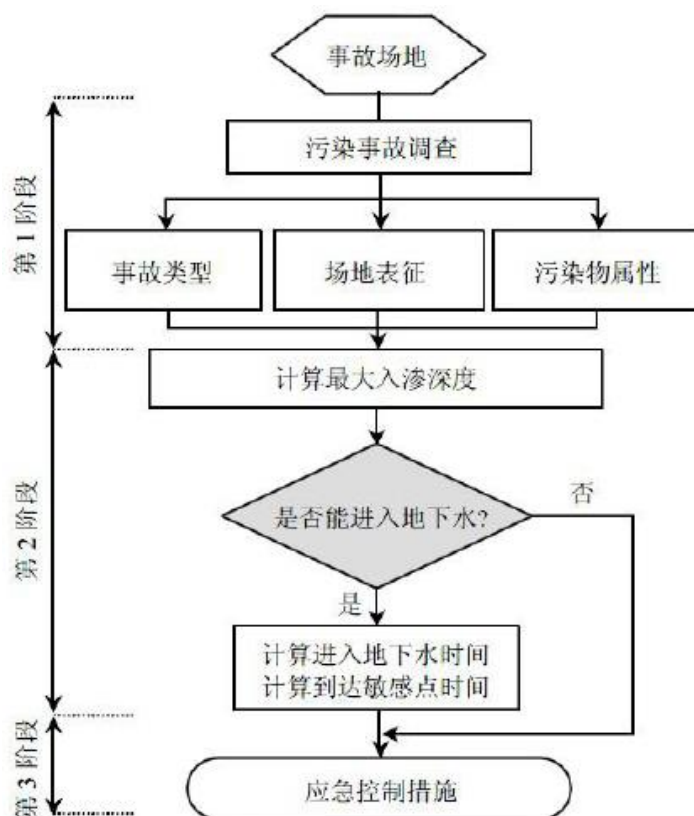 事故场地
第1阶段
污染事故调查
事故类型
场地表征
污染物属性
第2阶段
计算最大入渗深度
是否能进入地下水?
否
是
计算进入地下水时间
计算到达敏感点时间
第3阶段
应急控制措施